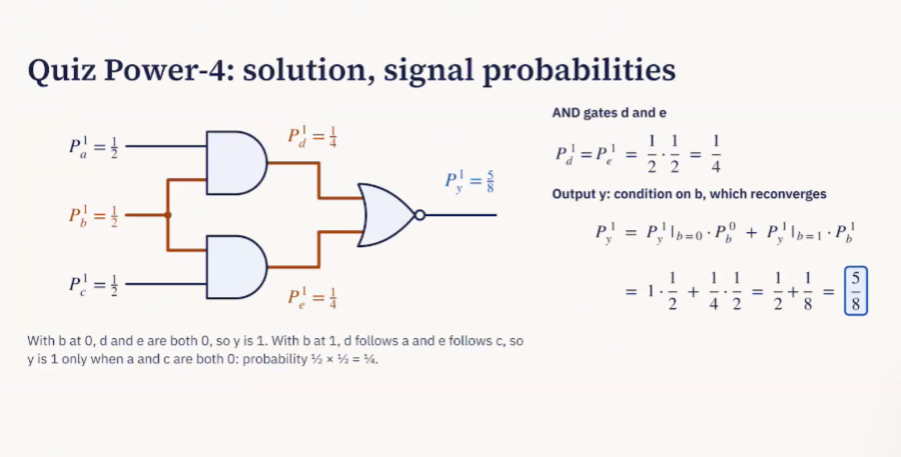 Quiz Power-4: solution, signal probabilities
P_a^1 = 1/2
P_b^1 = 1/2
P_c^1 = 1/2
P_d^1 = 1/4
P_e^1 = 1/4
P_y^1 = 5/8
With b at 0, d and e are both 0, so y is 1. With b at 1, d follows a and e follows c, so
y is 1 only when a and c are both 0: probability ½ × ½ = ¼.
AND gates d and e
P_d^1 = P_e^1 = 1/2 · 1/2 = 1/4
Output y: condition on b, which reconverges
P_y^1 = P_y^1|_{b=0} · P_b^0 + P_y^1|_{b=1} · P_b^1
= 1 · 1/2 + 1/4 · 1/2 = 1/2 + 1/8 = 5/8